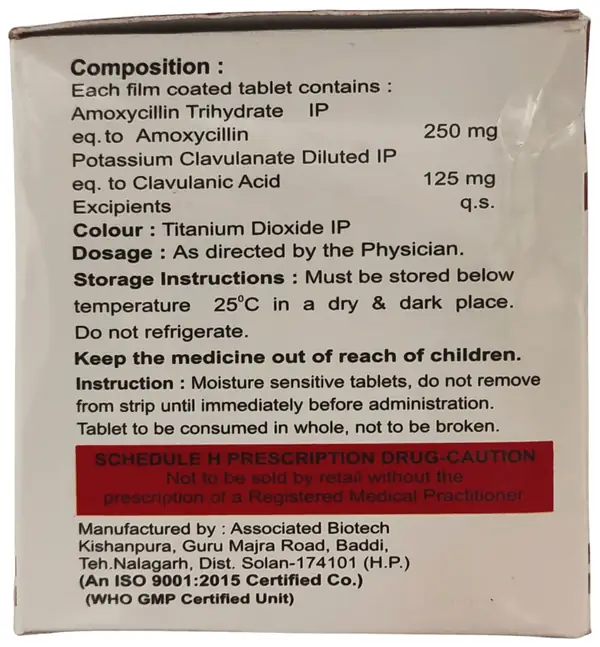 Composition :
Each film coated tablet contains :
Amoxycillin Trihydrate IP
eq. to Amoxycillin 250 mg
Potassium Clavulanate Diluted IP
eq. to Clavulanic Acid 125 mg
Excipients q.s.
Colour : Titanium Dioxide IP
Dosage : As directed by the Physician.
Storage Instructions : Must be stored below
temperature 25⁰C in a dry & dark place.
Do not refrigerate.
Keep the medicine out of reach of children.
Instruction : Moisture sensitive tablets, do not remove
from strip until immediately before administration.
Tablet to be consumed in whole, not to be broken.
SCHEDULE H PRESCRIPTION DRUG-CAUTION
Not to be sold by retail without the
prescription of a Registered Medical Practitioner
Manufactured by : Associated Biotech
Kishanpura, Guru Majra Road, Baddi,
Teh.Nalagarh, Dist. Solan-174101 (H.P.)
(An ISO 9001:2015 Certified Co.)
(WHO GMP Certified Unit)